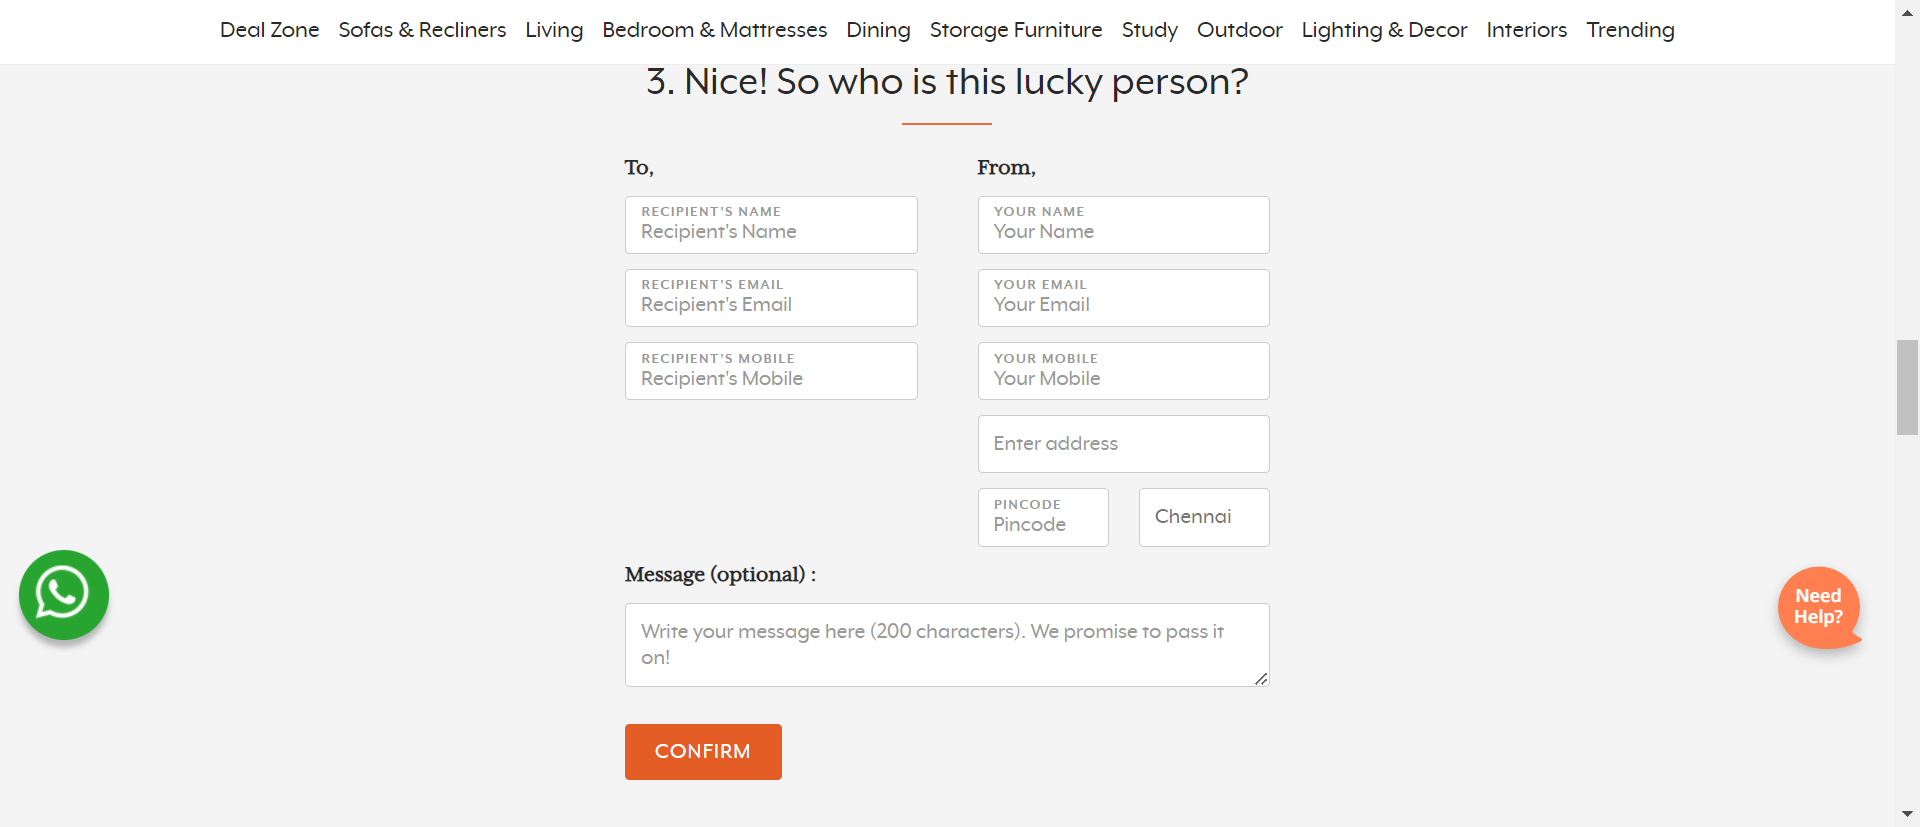 Deal Zone Sofas & Recliners Living Bedroom & Mattresses Dining Storage Furniture Study Outdoor Lighting & Decor Interiors Trending
3. Nice! So who is this lucky person?
To,
RECIPIENT'S NAME
Recipient's Name
RECIPIENT'S EMAIL
Recipient's Email
RECIPIENT'S MOBILE
Recipient's Mobile
From,
YOUR NAME
Your Name
YOUR EMAIL
Your Email
YOUR MOBILE
Your Mobile
Enter address
PINCODE
Pincode
Chennai
Message (optional) :
Write your message here (200 characters). We promise to pass it
on!
CONFIRM
Need
Help?